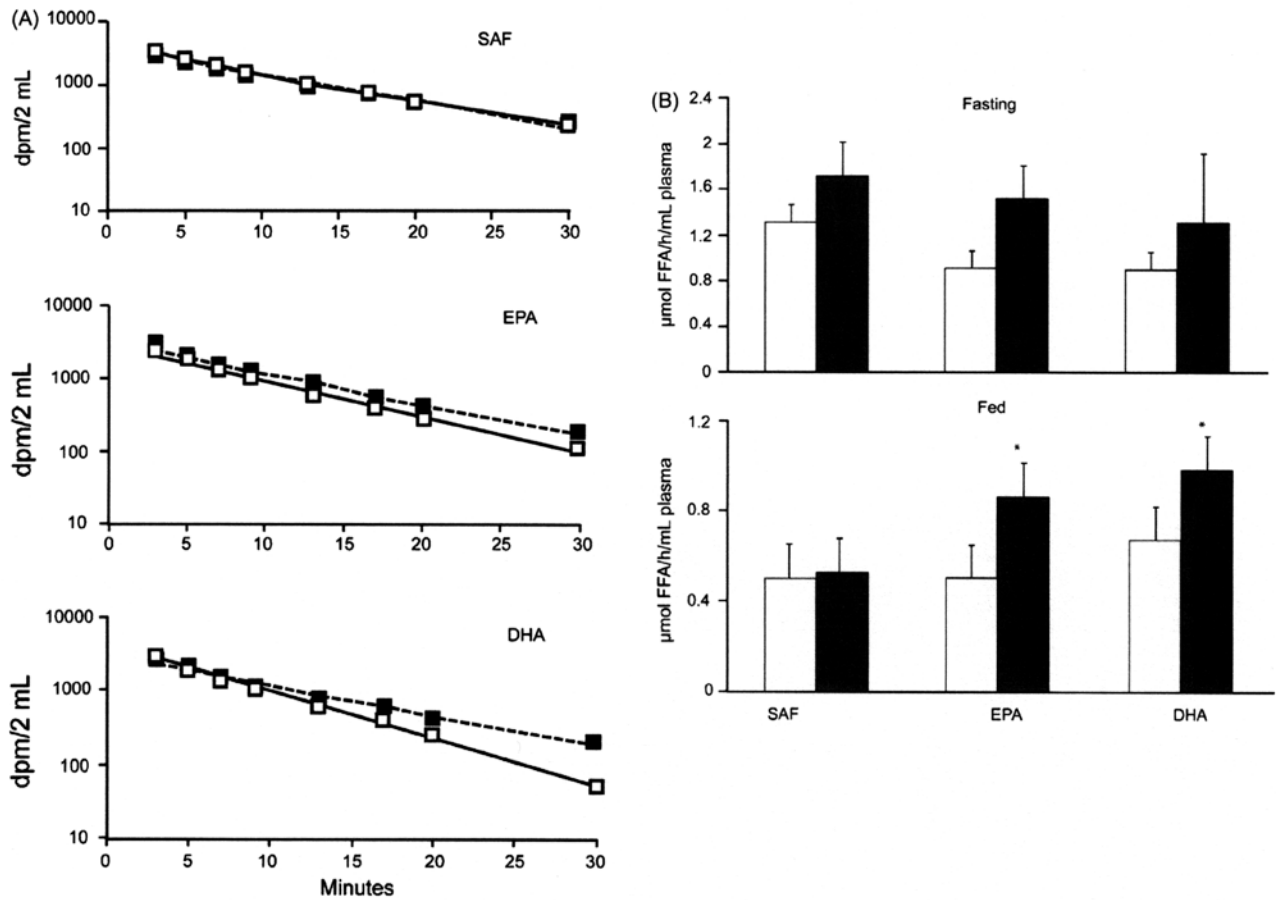 (A)
SAF
dpm/2 mL
10000
1000
100
10
0 5 10 15 20 25 30
EPA
dpm/2 mL
10000
1000
100
10
0 5 10 15 20 25 30
DHA
dpm/2 mL
10000
1000
100
10
0 5 10 15 20 25 30
Minutes
(B)
Fasting
µmol FFA/h/mL plasma
2.4
2
1.6
1.2
0.8
0.4
0
Fed
µmol FFA/h/mL plasma
1.2
0.8
0.4
0
* *
SAF EPA DHA